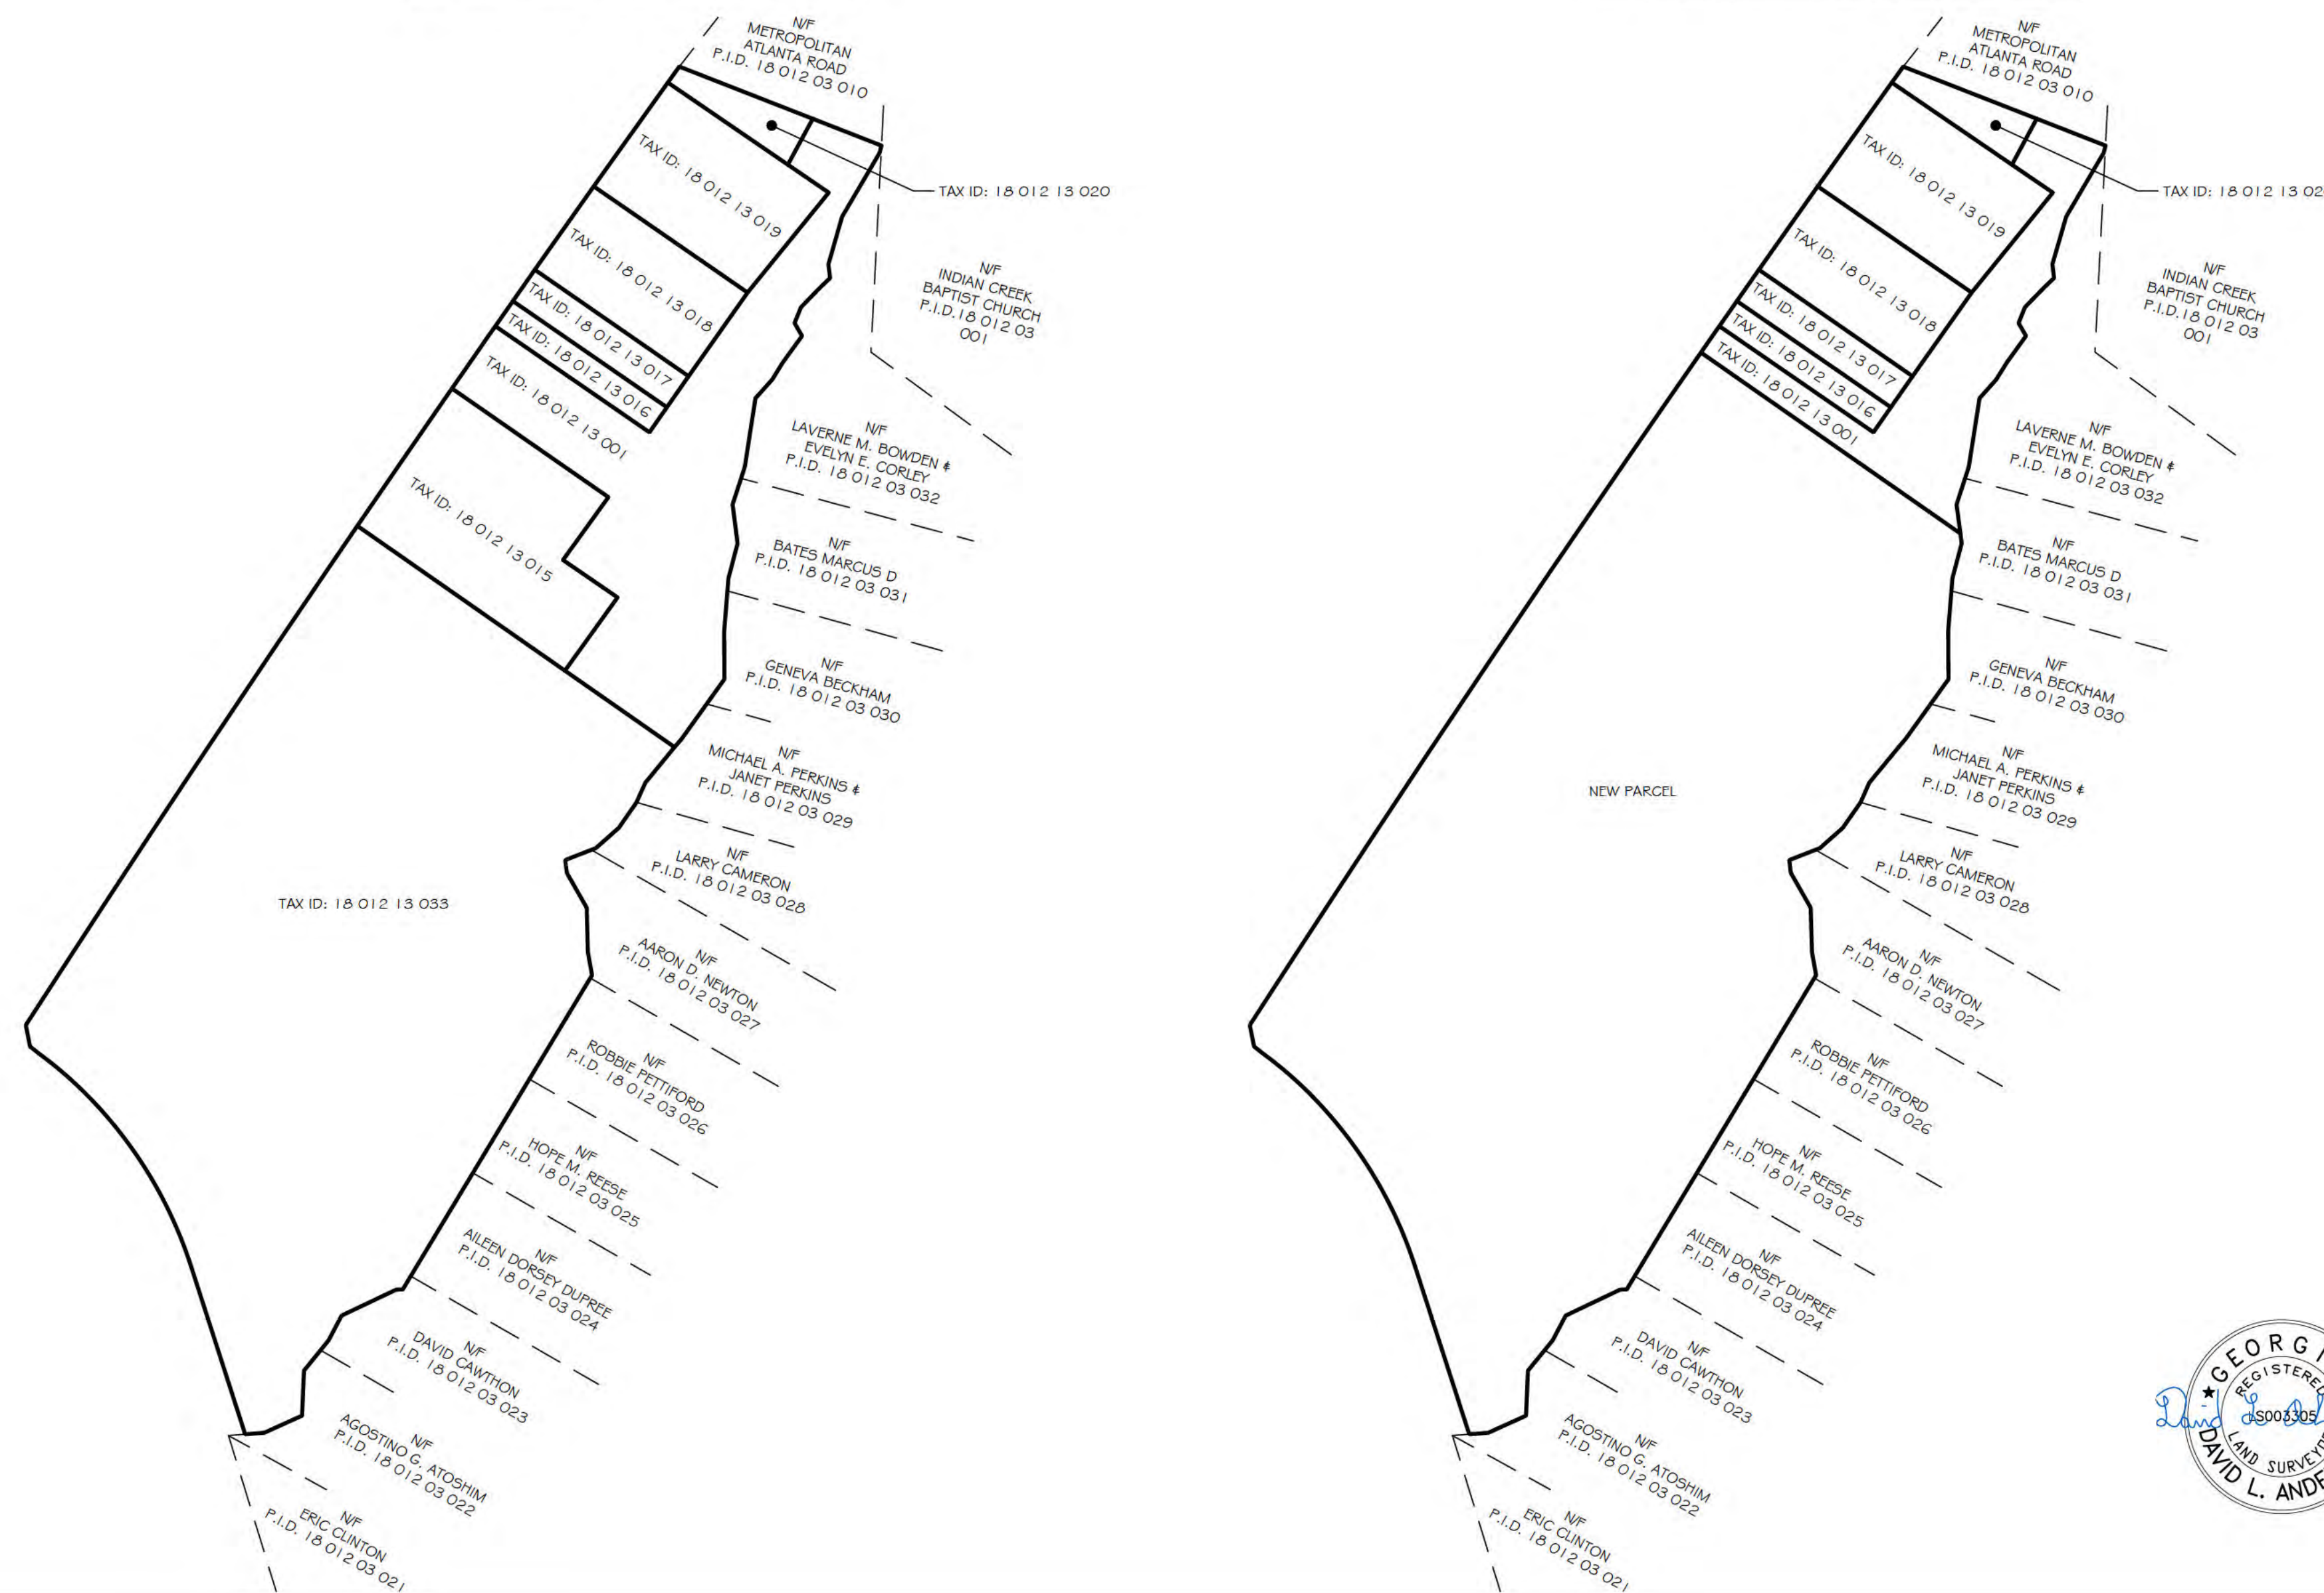 N/F
METROPOLITAN
ATLANTA ROAD
P.I.D. 18 012 03 010
TAX ID: 18 012 13 019
TAX ID: 18 012 13 020
TAX ID: 18 012 13 018
N/F
INDIAN CREEK
BAPTIST CHURCH
P.I.D. 18 012 03
001
TAX ID: 18 012 13 017
TAX ID: 18 012 13 016
TAX ID: 18 012 13 001
N/F
LAVERNE M. BOWDEN &
EVELYN E. CORLEY
P.I.D. 18 012 03 032
TAX ID: 18 012 13 015
N/F
BATES MARCUS D
P.I.D. 18 012 03 031
N/F
GENEVA BECKHAM
P.I.D. 18 012 03 030
N/F
MICHAEL A. PERKINS &
JANET PERKINS
P.I.D. 18 012 03 029
N/F
LARRY CAMERON
P.I.D. 18 012 03 028
TAX ID: 18 012 13 033
N/F
AARON D. NEWTON
P.I.D. 18 012 03 027
N/F
ROBBIE PETTIFORD
P.I.D. 18 012 03 026
N/F
HOPE M. REESE
P.I.D. 18 012 03 025
N/F
AILEEN DORSEY DUPREE
P.I.D. 18 012 03 024
N/F
DAVID CAWTHON
P.I.D. 18 012 03 023
N/F
AGOSTINO G. ATOSHIM
P.I.D. 18 012 03 022
N/F
ERIC CLINTON
P.I.D. 18 012 03 021
N/F
METROPOLITAN
ATLANTA ROAD
P.I.D. 18 012 03 010
TAX ID: 18 012 13 019
TAX ID: 18 012 13 02
TAX ID: 18 012 13 018
N/F
INDIAN CREEK
BAPTIST CHURCH
P.I.D. 18 012 03
001
TAX ID: 18 012 13 017
TAX ID: 18 012 13 016
TAX ID: 18 012 13 001
N/F
LAVERNE M. BOWDEN &
EVELYN E. CORLEY
P.I.D. 18 012 03 032
N/F
BATES MARCUS D
P.I.D. 18 012 03 031
N/F
GENEVA BECKHAM
P.I.D. 18 012 03 030
N/F
MICHAEL A. PERKINS &
JANET PERKINS
P.I.D. 18 012 03 029
NEW PARCEL
N/F
LARRY CAMERON
P.I.D. 18 012 03 028
N/F
AARON D. NEWTON
P.I.D. 18 012 03 027
N/F
ROBBIE PETTIFORD
P.I.D. 18 012 03 026
N/F
HOPE M. REESE
P.I.D. 18 012 03 025
N/F
AILEEN DORSEY DUPREE
P.I.D. 18 012 03 024
N/F
DAVID CAWTHON
P.I.D. 18 012 03 023
N/F
AGOSTINO G. ATOSHIM
P.I.D. 18 012 03 022
N/F
ERIC CLINTON
P.I.D. 18 012 03 021
★ GEORGI
REGISTERED
David L
LS003305
LAND SURVEYO
DAVID L. ANDE